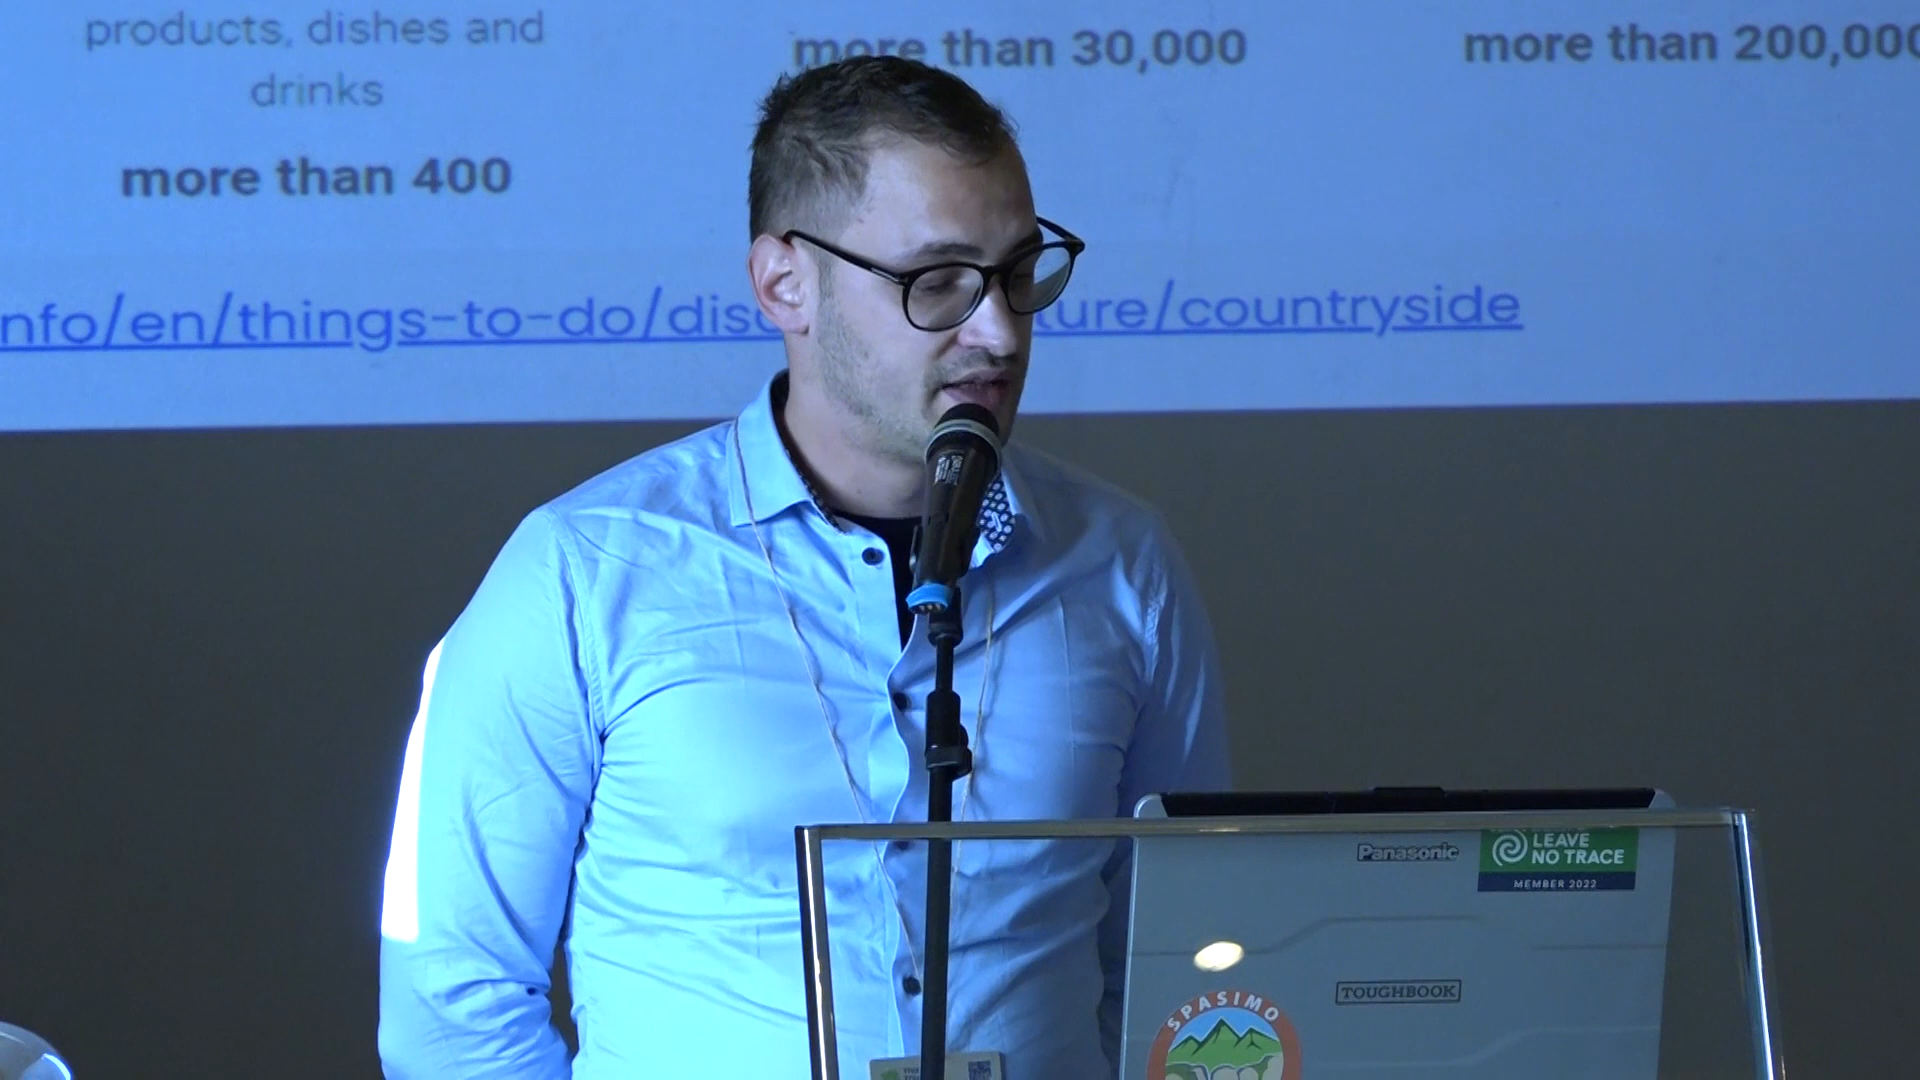 products, dishes and
drinks
more than 400
more than 30,000
more than 200,000
nfo/en/things-to-do/disc
ture/countryside
Panasonic
LEAVE
NO TRACE
MEMBER 2022
TOUGHBOOK
SPASIMO